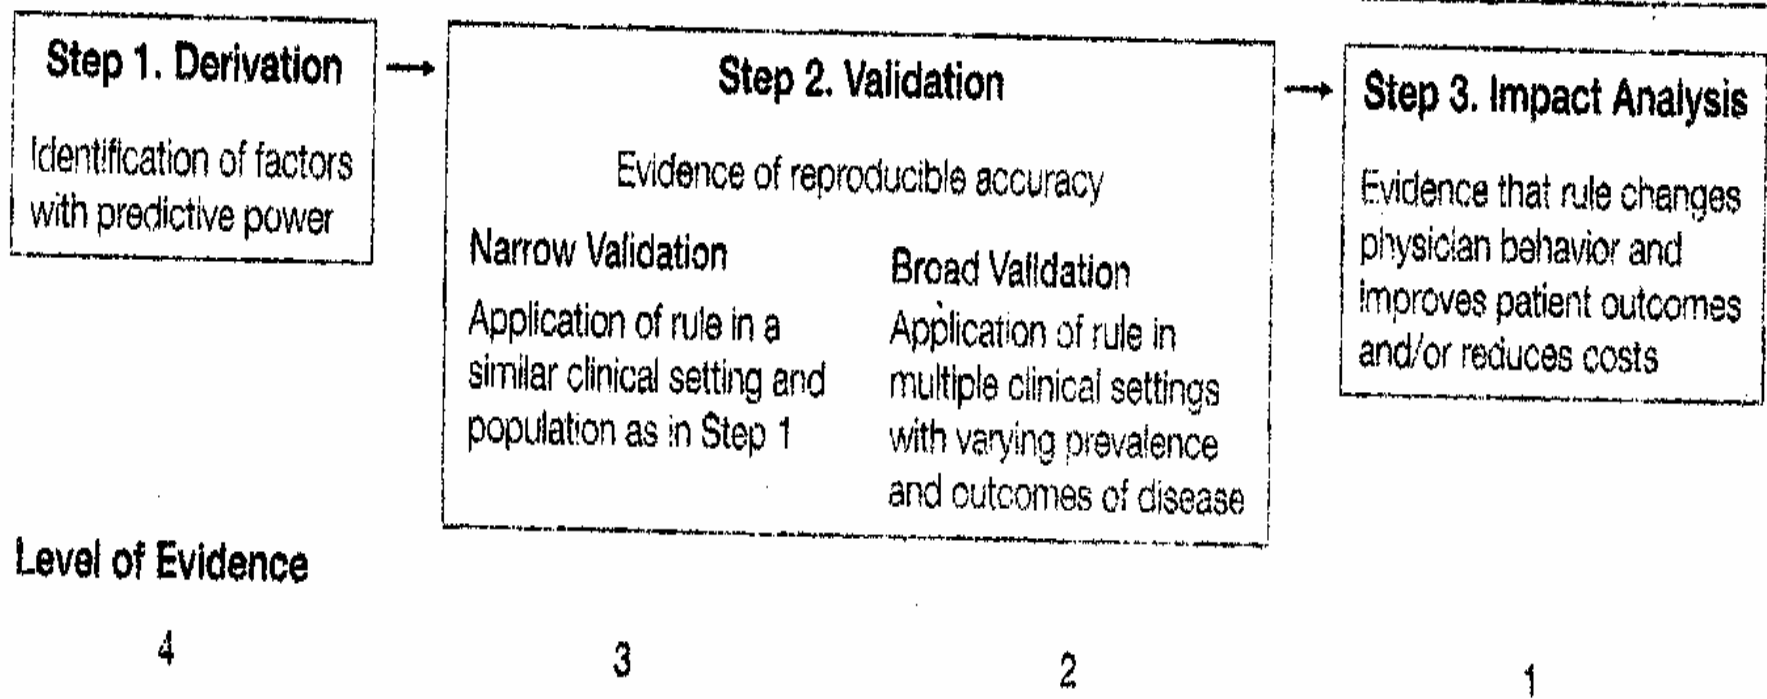 Step 1. Derivation
Identification of factors
with predictive power
Step 2. Validation
Evidence of reproducible accuracy
Narrow Validation
Application of rule in a
similar clinical setting and
population as in Step 1
Broad Validation
Application of rule in
multiple clinical settings
with varying prevalence
and outcomes of disease
Step 3. Impact Analysis
Evidence that rule changes
physician behavior and
improves patient outcomes
and/or reduces costs
Level of Evidence
4
3
2
1